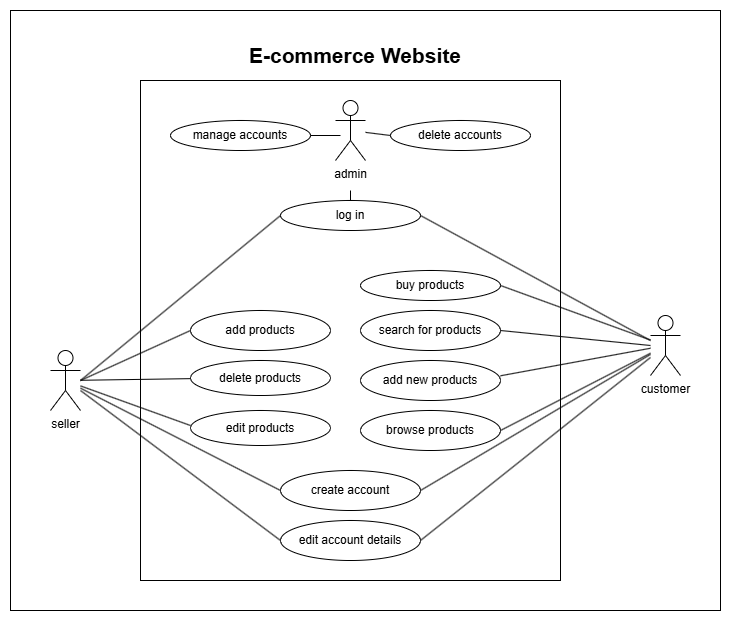 E-commerce Website
manage accounts
delete accounts
admin
log in
buy products
add products
search for products
delete products
add new products
seller
customer
edit products
browse products
create account
edit account details